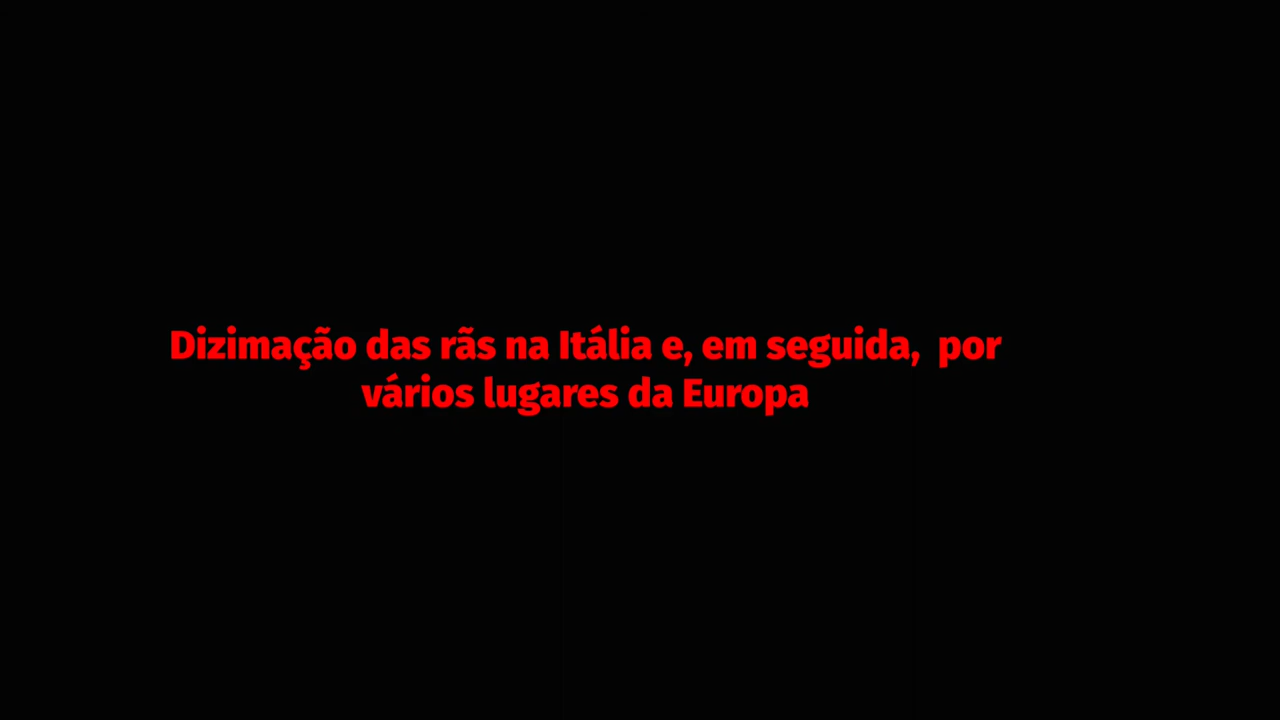 Dizimação das rãs na Itália e, em seguida,  por
vários lugares da Europa